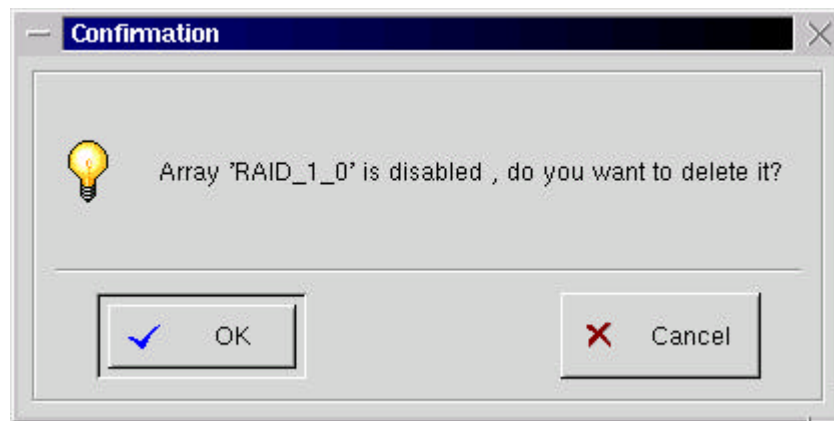 Confirmation
Array 'RAID_1_0' is disabled , do you want to delete it?
OK
Cancel